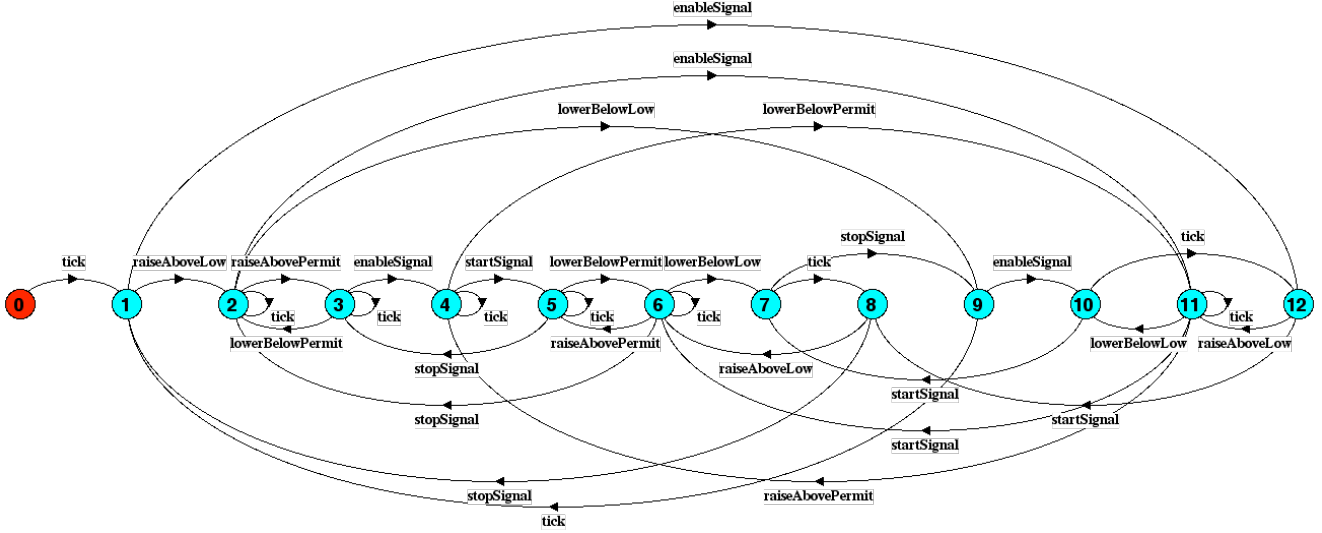 enableSignal
enableSignal
lowerBelowLow lowerBelowPermit
stopSignal tick
tick raiseAboveLow raiseAbovePermit enableSignal startSignal lowerBelowPermit lowerBelowLow tick enableSignal
0 1 2 3 4 5 6 7 8 9 10 11 12
tick tick tick tick tick tick
lowerBelowPermit raiseAbovePermit lowerBelowLow raiseAboveLow
stopSignal raiseAboveLow
startSignal
stopSignal startSignal
startSignal
stopSignal raiseAbovePermit
tick